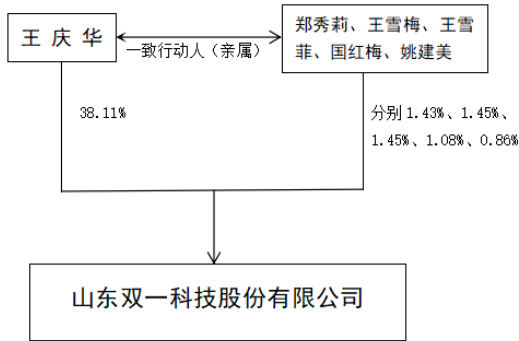 王 庆 华
一致行动人（亲属）
郑秀莉、王雪梅、王雪
菲、国红梅、姚建美
38.11%
分别 1.43%、1.45%、
1.45%、1.08%、0.86%
山东双一科技股份有限公司